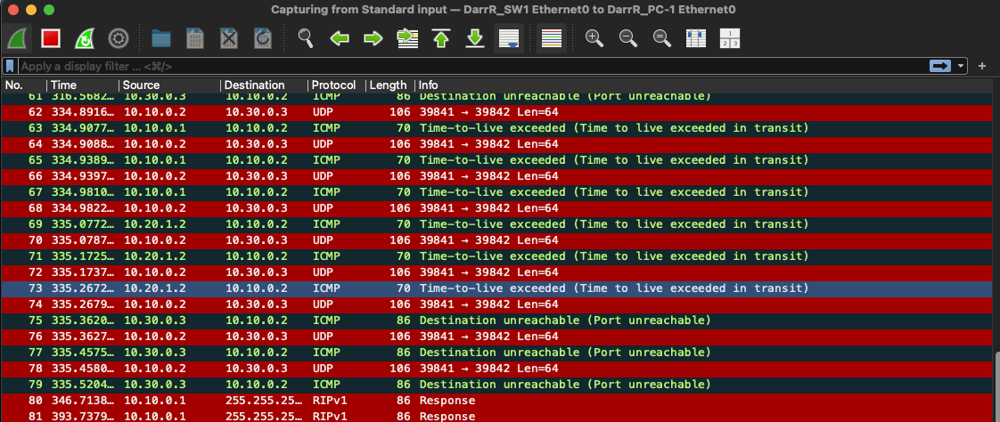 Capturing from Standard input — DarrR_SW1 Ethernet0 to DarrR_PC-1 Ethernet0
1
2 3
Apply a display filter ... <⌘/>
+
No. Time Source Destination Protocol Length Info
61 316.5682… 10.30.0.3 10.10.0.2 ICMP 86 Destination unreachable (Port unreachable)
62 334.8916… 10.10.0.2 10.30.0.3 UDP 106 39841 → 39842 Len=64
63 334.9077… 10.10.0.1 10.10.0.2 ICMP 70 Time-to-live exceeded (Time to live exceeded in transit)
64 334.9088… 10.10.0.2 10.30.0.3 UDP 106 39841 → 39842 Len=64
65 334.9389… 10.10.0.1 10.10.0.2 ICMP 70 Time-to-live exceeded (Time to live exceeded in transit)
66 334.9397… 10.10.0.2 10.30.0.3 UDP 106 39841 → 39842 Len=64
67 334.9810… 10.10.0.1 10.10.0.2 ICMP 70 Time-to-live exceeded (Time to live exceeded in transit)
68 334.9822… 10.10.0.2 10.30.0.3 UDP 106 39841 → 39842 Len=64
69 335.0772… 10.20.1.2 10.10.0.2 ICMP 70 Time-to-live exceeded (Time to live exceeded in transit)
70 335.0787… 10.10.0.2 10.30.0.3 UDP 106 39841 → 39842 Len=64
71 335.1725… 10.20.1.2 10.10.0.2 ICMP 70 Time-to-live exceeded (Time to live exceeded in transit)
72 335.1737… 10.10.0.2 10.30.0.3 UDP 106 39841 → 39842 Len=64
73 335.2672… 10.20.1.2 10.10.0.2 ICMP 70 Time-to-live exceeded (Time to live exceeded in transit)
74 335.2679… 10.10.0.2 10.30.0.3 UDP 106 39841 → 39842 Len=64
75 335.3620… 10.30.0.3 10.10.0.2 ICMP 86 Destination unreachable (Port unreachable)
76 335.3627… 10.10.0.2 10.30.0.3 UDP 106 39841 → 39842 Len=64
77 335.4575… 10.30.0.3 10.10.0.2 ICMP 86 Destination unreachable (Port unreachable)
78 335.4580… 10.10.0.2 10.30.0.3 UDP 106 39841 → 39842 Len=64
79 335.5204… 10.30.0.3 10.10.0.2 ICMP 86 Destination unreachable (Port unreachable)
80 346.7138… 10.10.0.1 255.255.25… RIPv1 86 Response
81 393.7379… 10.10.0.1 255.255.25… RIPv1 86 Response